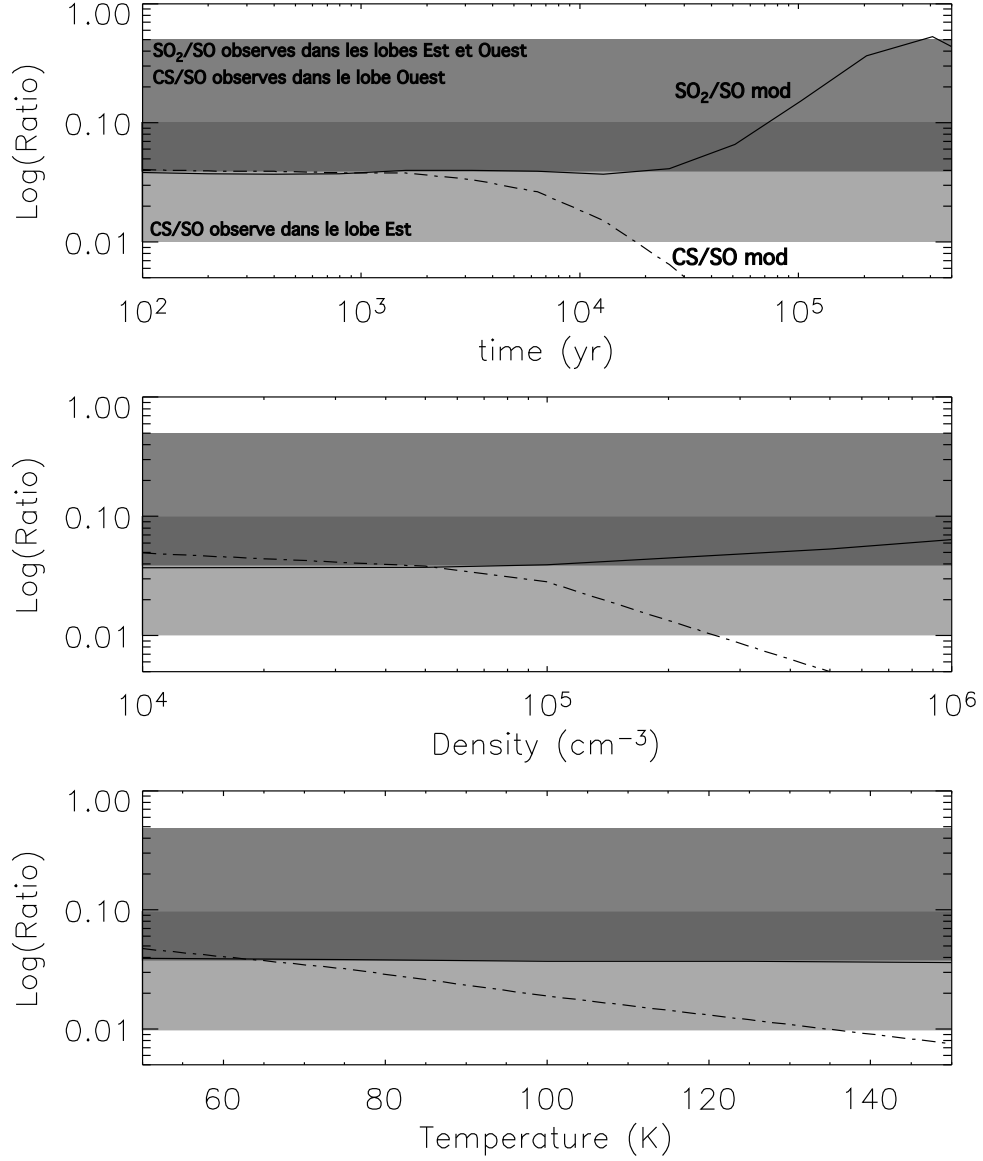 1.00
SO2/SO observes dans les lobes Est et Ouest
CS/SO observes dans le lobe Ouest
SO2/SO mod
0.10
CS/SO observe dans le lobe Est
0.01
CS/SO mod
Log(Ratio)
10^2 10^3 10^4 10^5
time (yr)
1.00
0.10
0.01
Log(Ratio)
10^4 10^5 10^6
Density (cm^-3)
1.00
0.10
0.01
Log(Ratio)
60 80 100 120 140
Temperature (K)